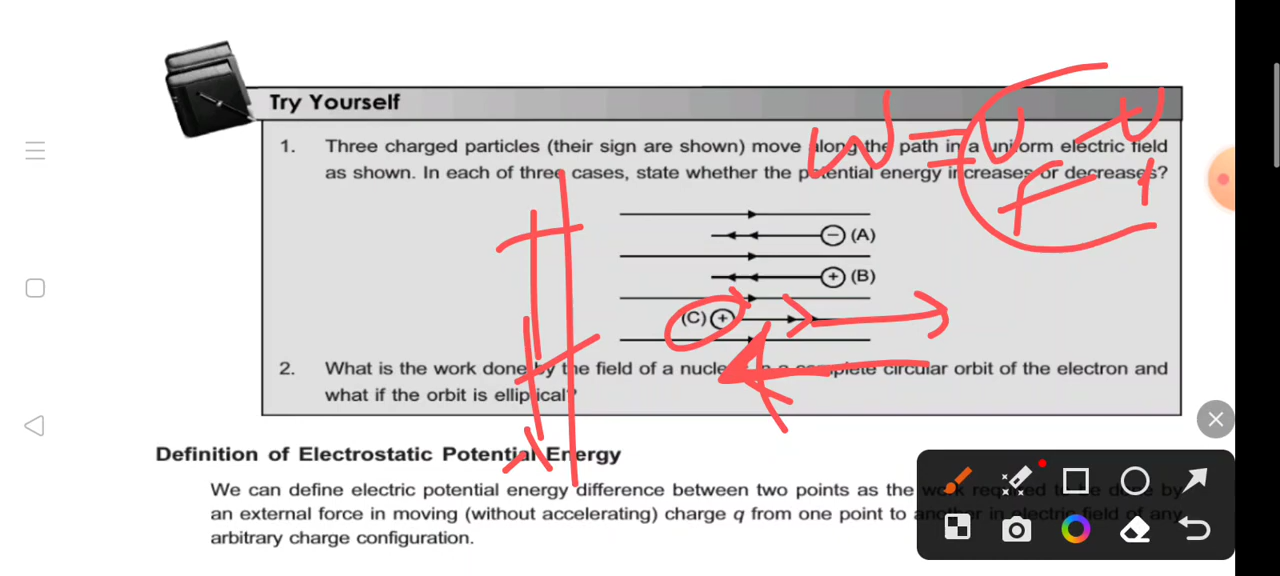 Try Yourself
1. Three charged particles (their sign are shown) move along the path in a uniform electric field
as shown. In each of three cases, state whether the potential energy increases or decreases?
(A)
(B)
(C)
2. What is the work done by the field of a nucleus in a complete circular orbit of the electron and
what if the orbit is elliptical?
Definition of Electrostatic Potential Energy
We can define electric potential energy difference between two points as the work required to be done by
an external force in moving (without accelerating) charge q from one point to another in electric field of any
arbitrary charge configuration.
W =